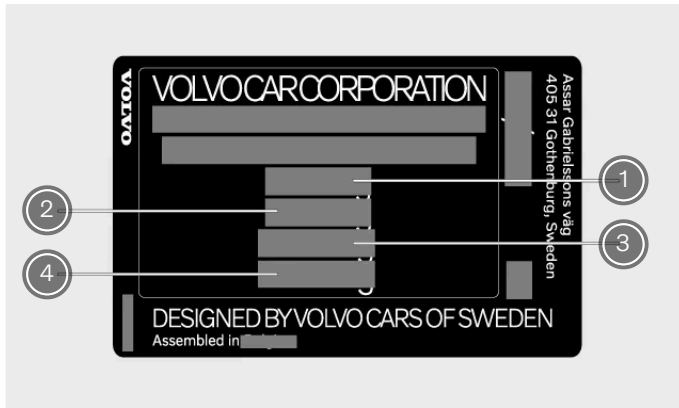 VOLVO
VOLVO CAR CORPORATION
Assar Gabrielssons väg
405 31 Gothenburg, Sweden
1
2
3
4
DESIGNED BY VOLVO CARS OF SWEDEN
Assembled in